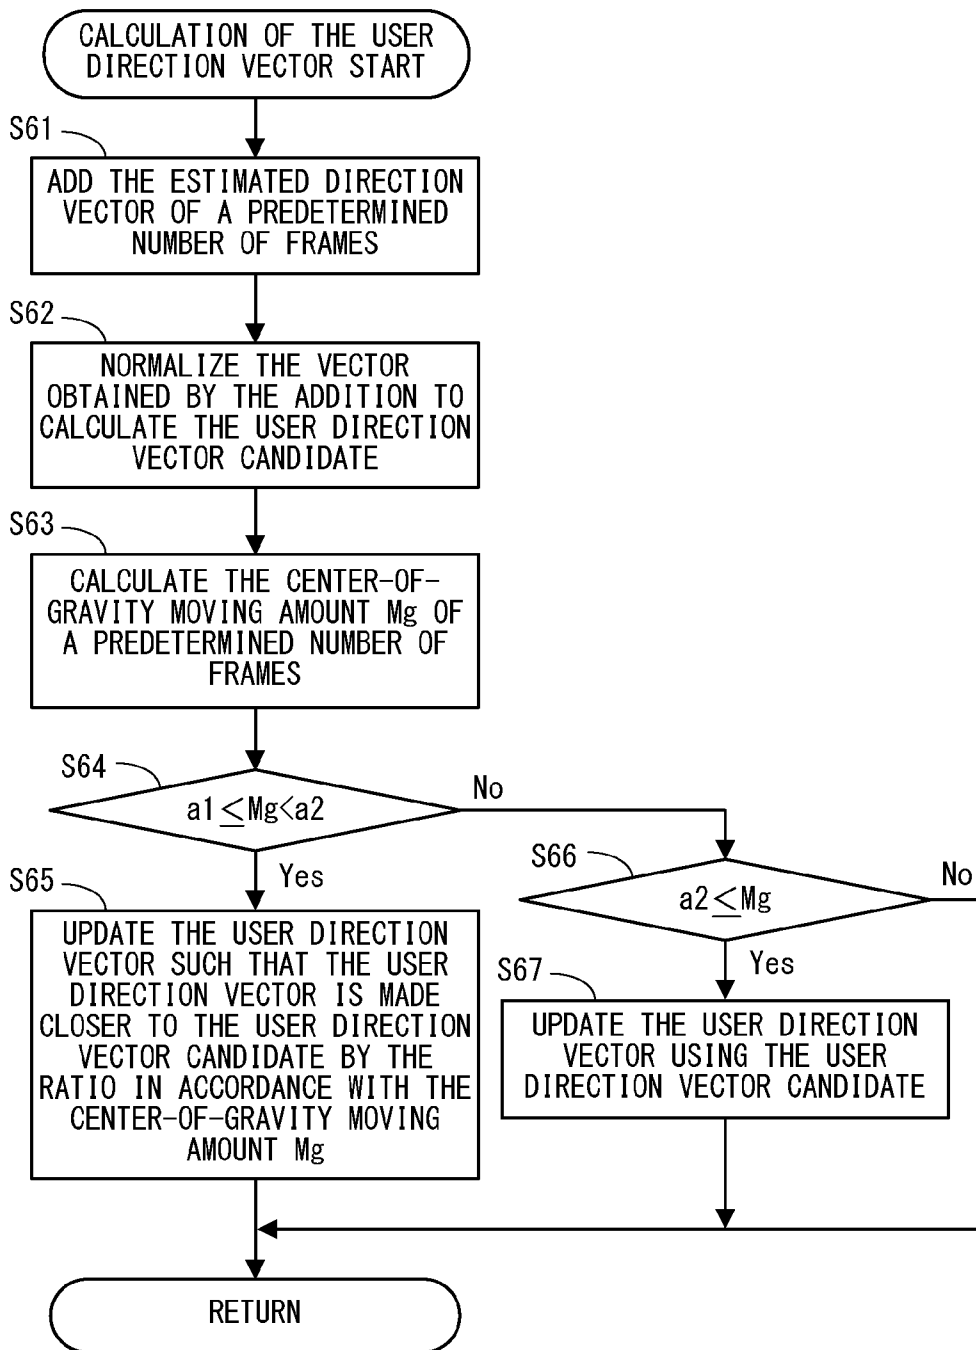 CALCULATION OF THE USER
DIRECTION VECTOR START
S61
ADD THE ESTIMATED DIRECTION
VECTOR OF A PREDETERMINED
NUMBER OF FRAMES
S62
NORMALIZE THE VECTOR
OBTAINED BY THE ADDITION TO
CALCULATE THE USER DIRECTION
VECTOR CANDIDATE
S63
CALCULATE THE CENTER-OF-
GRAVITY MOVING AMOUNT Mg OF
A PREDETERMINED NUMBER OF
FRAMES
S64
a1≤Mg<a2
No
Yes
S65
UPDATE THE USER DIRECTION
VECTOR SUCH THAT THE USER
DIRECTION VECTOR IS MADE
CLOSER TO THE USER DIRECTION
VECTOR CANDIDATE BY THE
RATIO IN ACCORDANCE WITH THE
CENTER-OF-GRAVITY MOVING
AMOUNT Mg
S66
a2≤Mg
No
Yes
S67
UPDATE THE USER DIRECTION
VECTOR USING THE USER
DIRECTION VECTOR CANDIDATE
RETURN